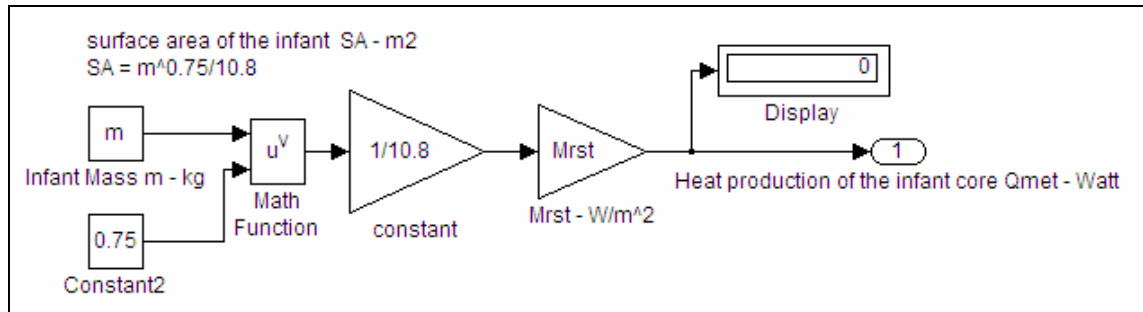 surface area of the infant SA - m2
SA = m^0.75/10.8
m
Infant Mass m - kg
0.75
Constant2
u^v
Math
Function
1/10.8
constant
Mrst
Mrst - W/m^2
0
Display
1
Heat production of the infant core Qmet - Watt